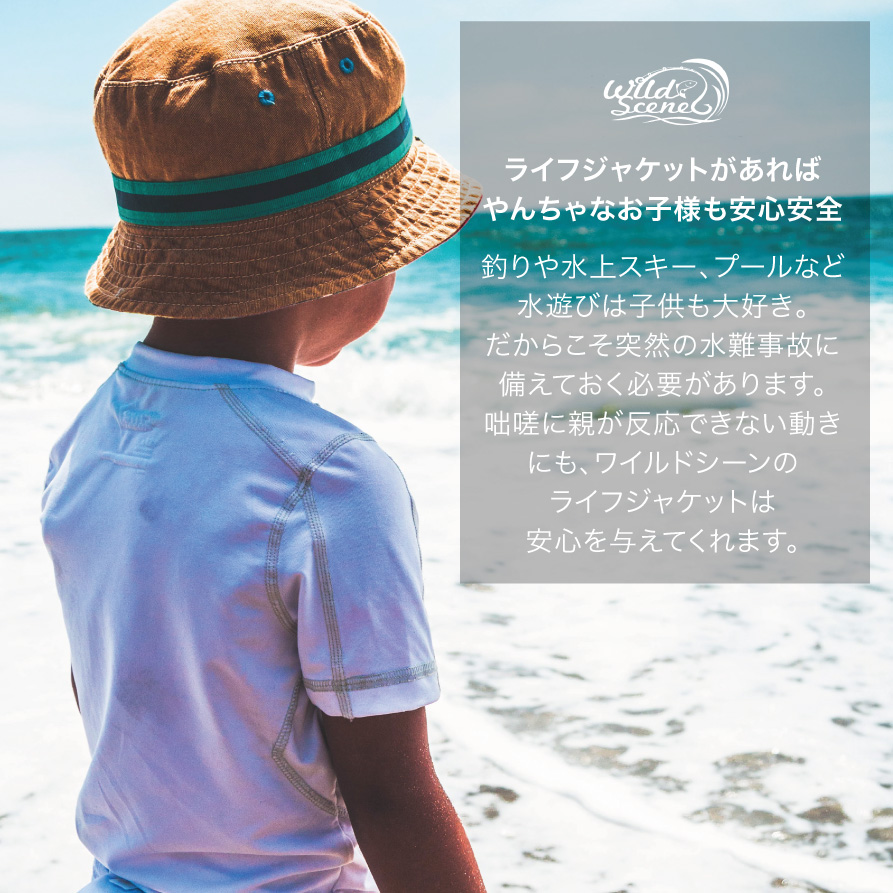 Wild
Scene
ライフジャケットがあれば
やんちゃなお子様も安心安全
釣りや水上スキー、プールなど
水遊びは子供も大好き。
だからこそ突然の水難事故に
備えておく必要があります。
咄嗟に親が反応できない動き
にも、ワイルドシーンの
ライフジャケットは
安心を与えてくれます。